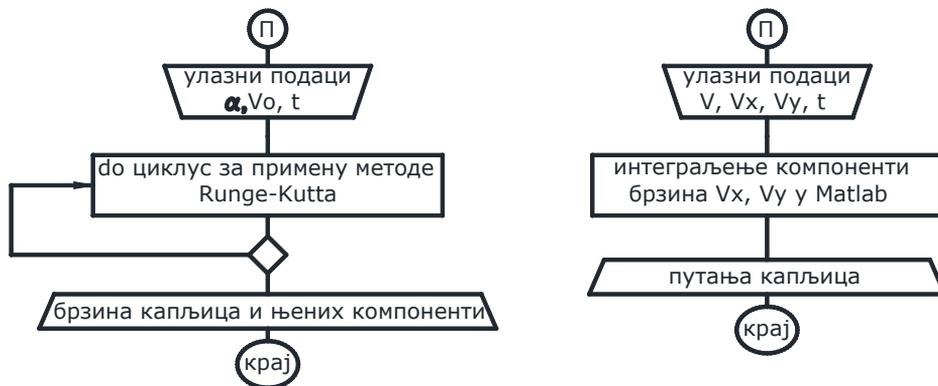 П
улазни подаци
α,Vo, t
do циклус за примену методе
Runge-Kutta
брзина капљица и њених компоненти
крај
П
улазни подаци
V, Vx, Vy, t
интеграљење компоненти
брзина Vx, Vy у Matlab
путања капљица
крај